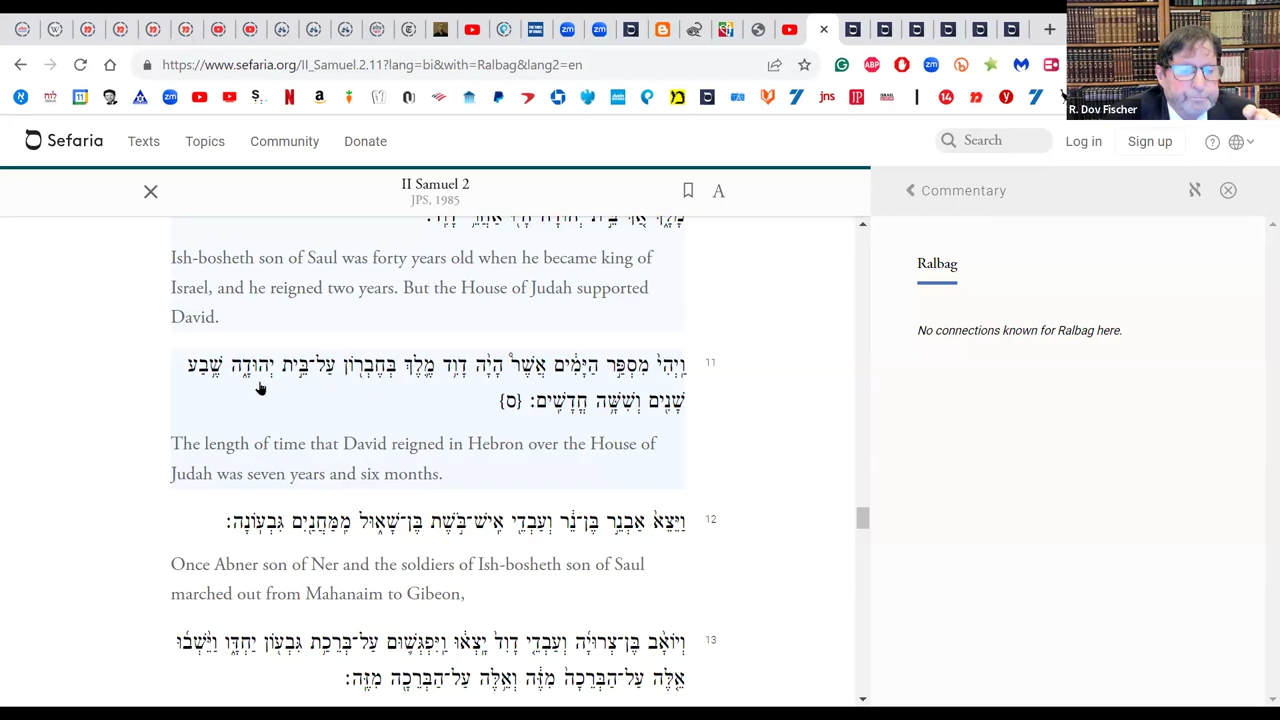 https://www.sefaria.org/II_Samuel.2.11?lang=bi&with=Ralbag&lang2=en
R. Dov Fischer
Sefaria
Texts
Topics
Community
Donate
Search
Log in
Sign up
II Samuel 2
JPS, 1985
A
Commentary
Ish-bosheth son of Saul was forty years old when he became king of
Israel, and he reigned two years. But the House of Judah supported
David.
11
וַֽיְהִי֙ מִסְפַּ֣ר הַיָּמִ֔ים אֲשֶׁר֩ הָיָ֨ה דָוִ֥ד מֶ֛לֶךְ בְּחֶבְר֖וֹן עַל־בֵּ֣ית יְהוּדָ֑ה שֶׁ֥בַע
שָׁנִ֖ים וְשִׁשָּׁ֥ה חֳדָשִֽׁים׃ {ס}
The length of time that David reigned in Hebron over the House of
Judah was seven years and six months.
12
וַיֵּצֵא֙ אַבְנֵ֣ר בֶּן־נֵ֔ר וְעַבְדֵ֖י אִֽישׁ־בֹּ֣שֶׁת בֶּן־שָׁא֑וּל מִֽמַּחֲנַ֖יִם גִּבְעֽוֹנָה׃
Once Abner son of Ner and the soldiers of Ish-bosheth son of Saul
marched out from Mahanaim to Gibeon,
13
וְיוֹאָ֨ב בֶּן־צְרוּיָ֜ה וְעַבְדֵ֤י דָוִד֙ יָֽצְא֔וּ וַֽיִּפְגְּשׁ֛וּם עַל־בְּרֵכַ֥ת גִּבְע֖וֹן יַחְדָּ֑ו וַיֵּ֨שְׁב֜וּ
אֵ֤לֶּה עַֽל־הַבְּרֵכָה֙ מִזֶּ֔ה וְאֵ֥לֶּה עַל־הַבְּרֵכָ֖ה מִזֶּֽה׃
Ralbag
No connections known for Ralbag here.